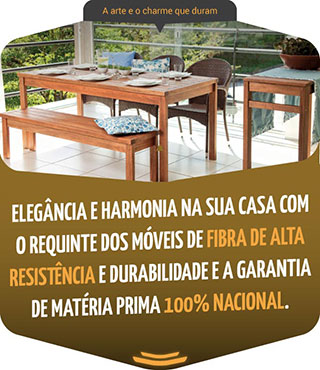 A arte e o charme que duram
ELEGÂNCIA E HARMONIA NA SUA CASA COM
O REQUINTE DOS MÓVEIS DE FIBRA DE ALTA
RESISTÊNCIA E DURABILIDADE E A GARANTIA
DE MATÉRIA PRIMA 100% NACIONAL.